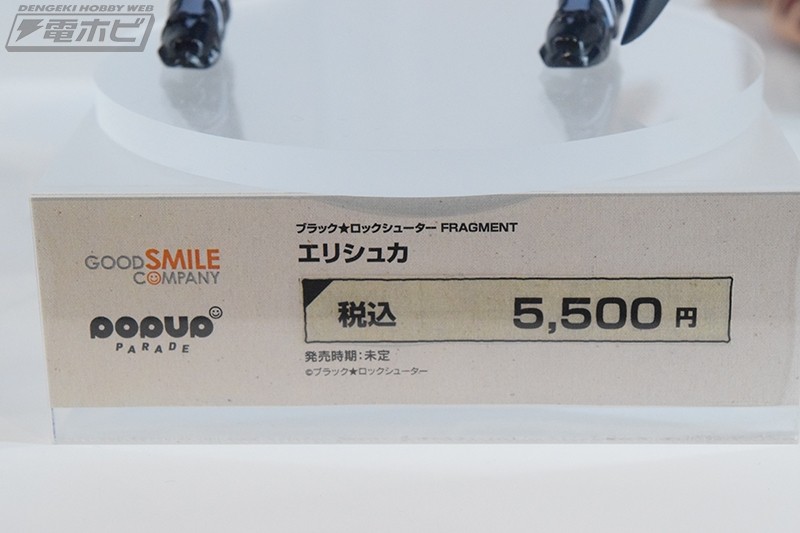 DENGEKI HOBBY WEB
電ホビ
ブラック★ロックシューター FRAGMENT
エリシュカ
GOOD SMILE
COMPANY
税込 5,500 円
POPUP
PARADE
発売時期:未定
©ブラック★ロックシューター